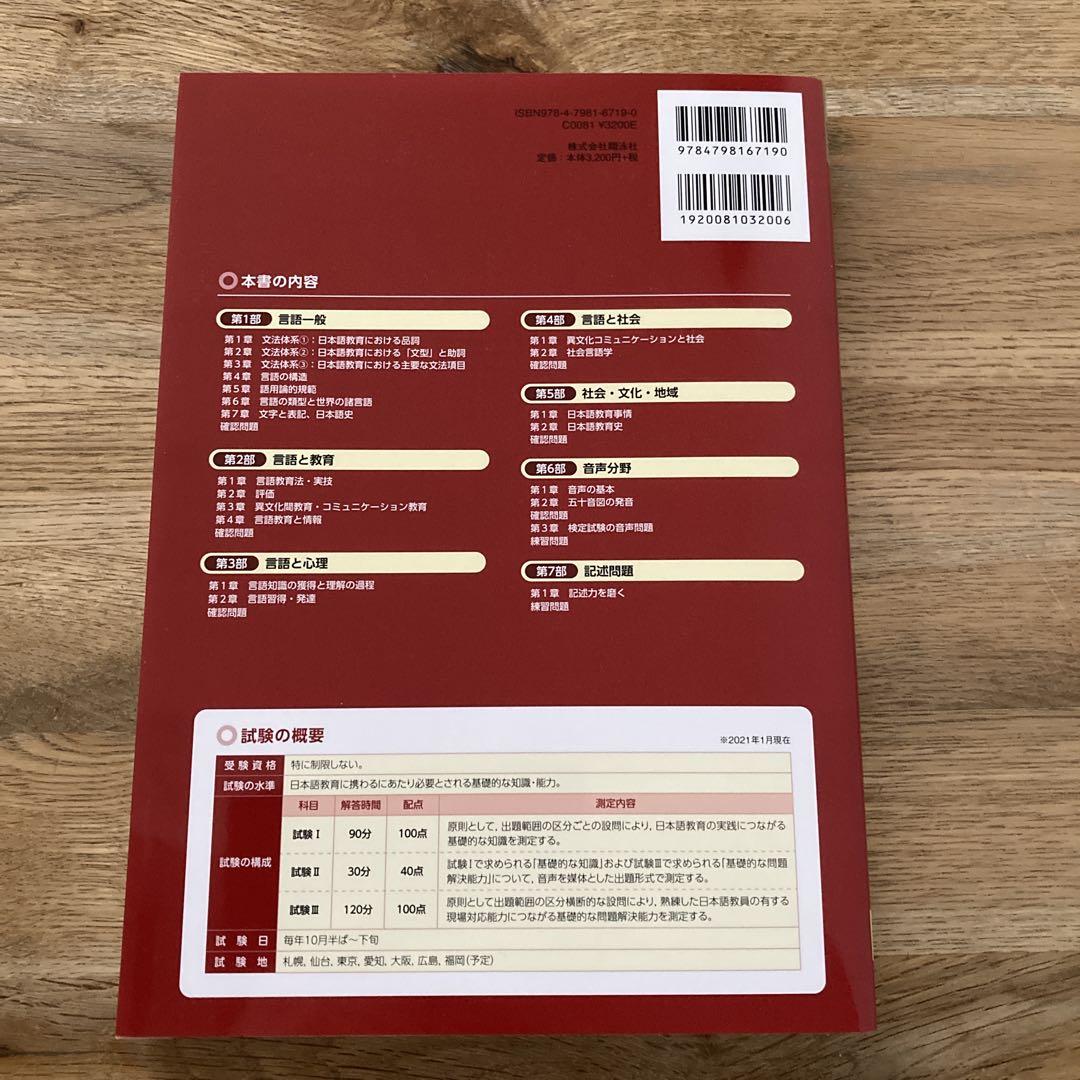 ISBN978-4-7981-6719-0
C0081 ¥3200E
株式会社翔泳社
定価：本体3,200円+税
9784798167190
1920081032006
本書の内容
第1部 言語一般
第1章 文法体系①：日本語教育における品詞
第2章 文法体系②：日本語教育における「文型」と助詞
第3章 文法体系③：日本語教育における主要な文法項目
第4章 言語の構造
第5章 語用論的規範
第6章 言語の類型と世界の諸言語
第7章 文字と表記、日本語史
確認問題
第2部 言語と教育
第1章 言語教育法・実技
第2章 評価
第3章 異文化間教育・コミュニケーション教育
第4章 言語教育と情報
確認問題
第3部 言語と心理
第1章 言語知識の獲得と理解の過程
第2章 言語習得・発達
確認問題
第4部 言語と社会
第1章 異文化コミュニケーションと社会
第2章 社会言語学
確認問題
第5部 社会・文化・地域
第1章 日本語教育事情
第2章 日本語教育史
確認問題
第6部 音声分野
第1章 音声の基本
第2章 五十音図の発音
確認問題
第3章 検定試験の音声問題
練習問題
第7部 記述問題
第1章 記述力を磨く
練習問題
試験の概要
※2021年1月現在
受験資格 特に制限しない。
試験の水準 日本語教育に携わるにあたり必要とされる基礎的な知識・能力。
試験の構成
科目 解答時間 配点 測定内容
試験Ⅰ 90分 100点 原則として，出題範囲の区分ごとの設問により，日本語教育の実践につながる
基礎的な知識を測定する。
試験Ⅱ 30分 40点 試験Ⅰで求められる「基礎的な知識」および試験Ⅲで求められる「基礎的な問題
解決能力」について，音声を媒体とした出題形式で測定する。
試験Ⅲ 120分 100点 原則として出題範囲の区分横断的な設問により，熟練した日本語教員の有する
現場対応能力につながる基礎的な問題解決能力を測定する。
試験日 毎年10月半ば～下旬
試験地 札幌，仙台，東京，愛知，大阪，広島，福岡（予定）